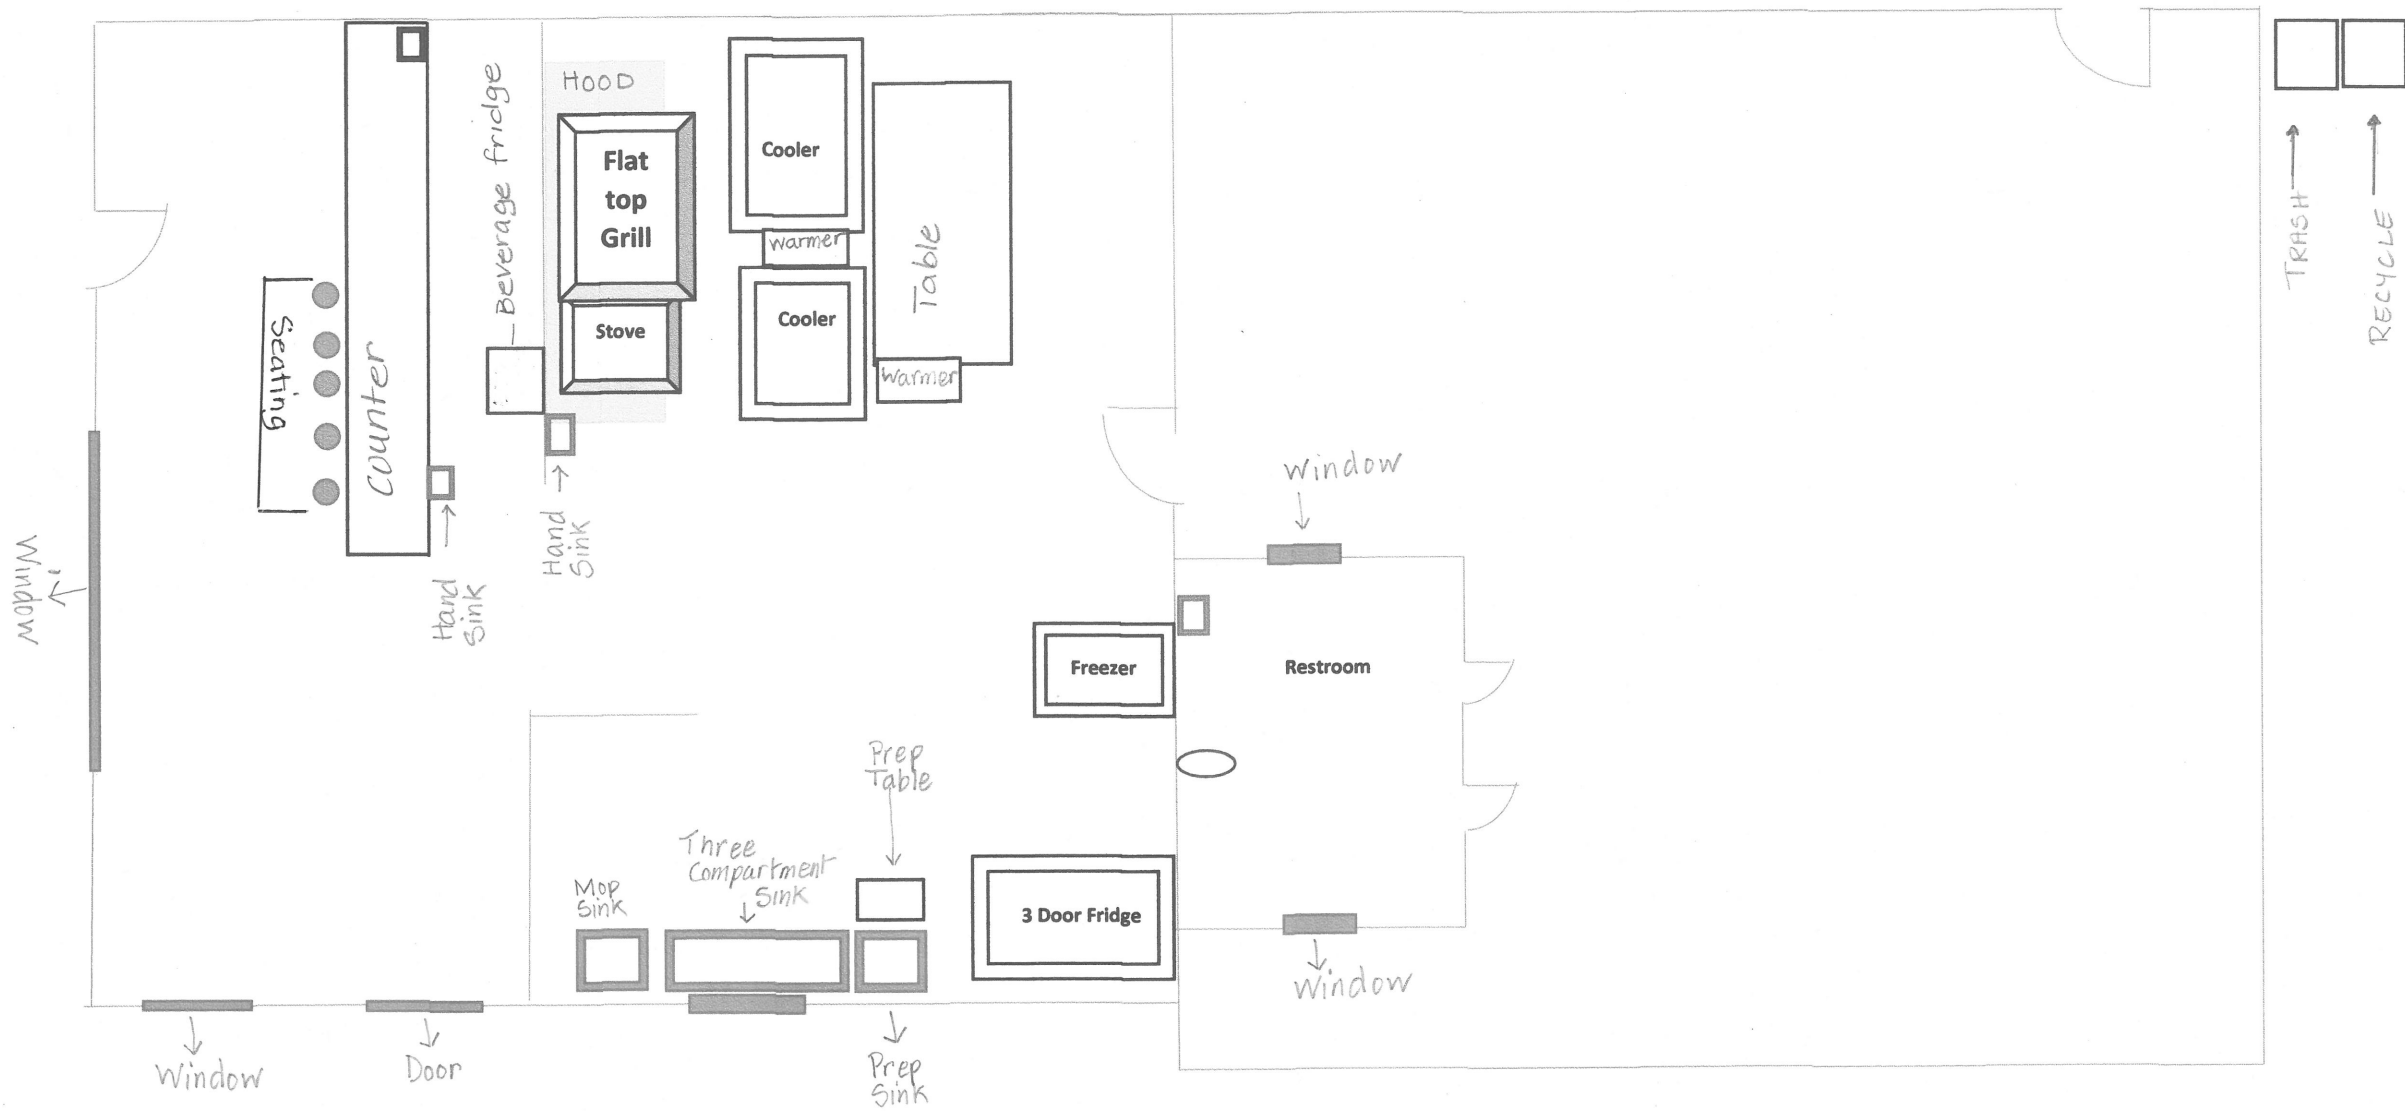 HOOD
Beverage fridge
Flat
top
Grill
Cooler
Warmer
Cooler
Stove
Table
Warmer
TRASH
RECYCLE
Seating
Counter
Hand
Sink
Hand
Sink
Window
Window
Freezer
Restroom
Prep
Table
Three
Compartment
Sink
Mop
Sink
3 Door Fridge
Window
Window
Door
Prep
Sink